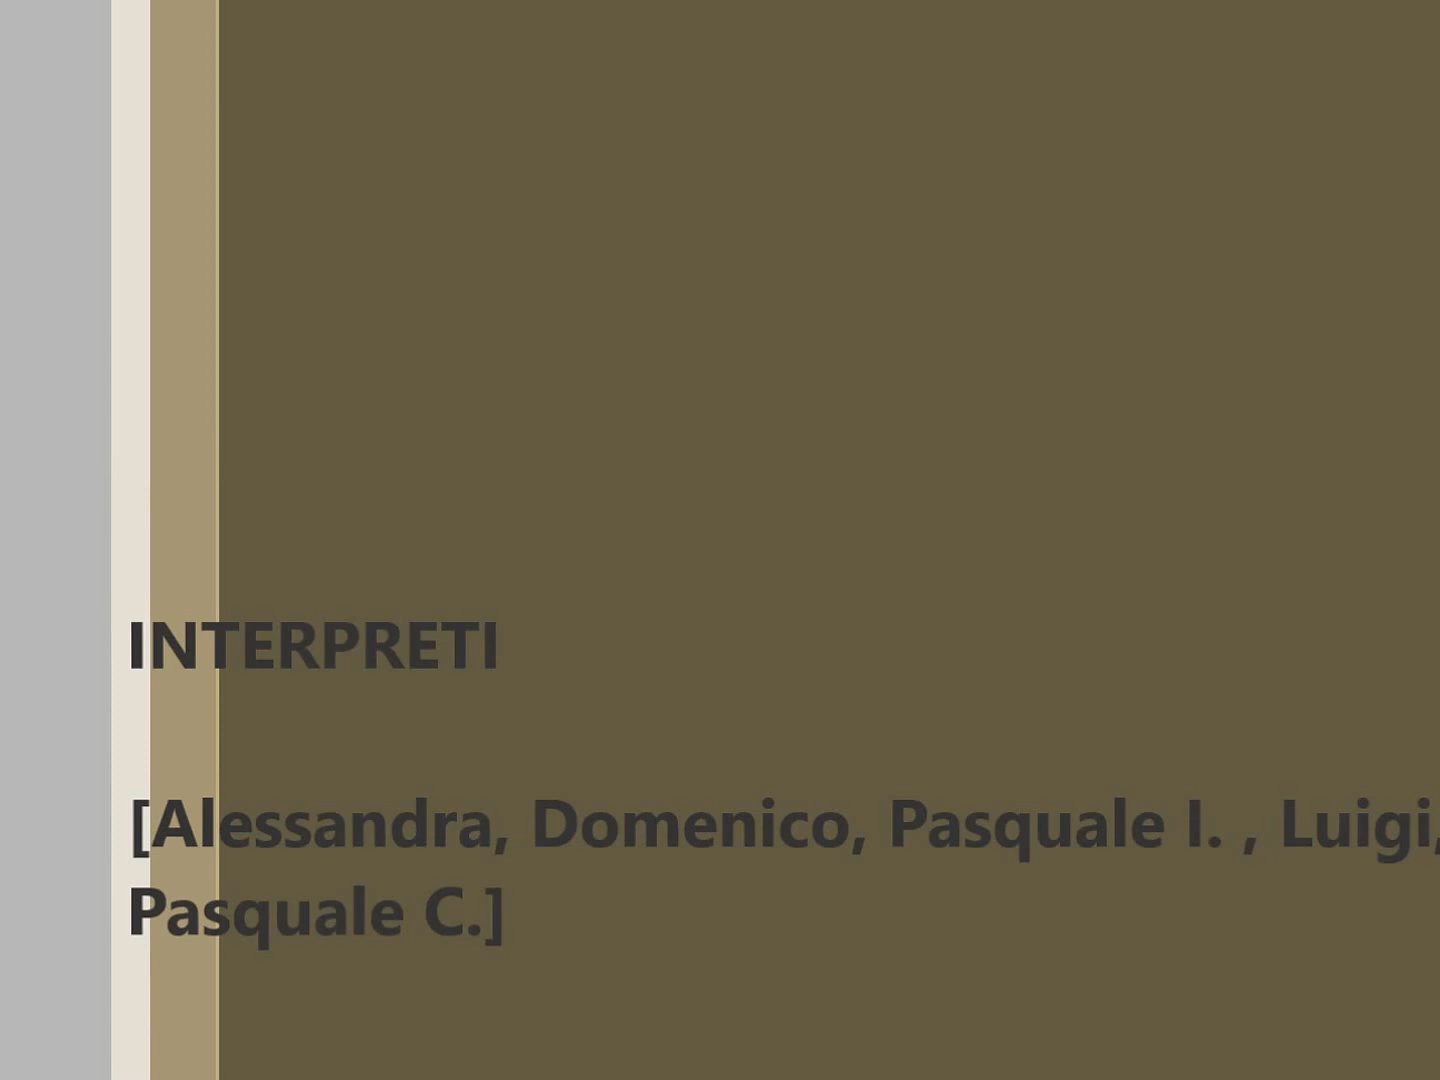 INTERPRETI
[Alessandra, Domenico, Pasquale I. , Luigi,
Pasquale C.]